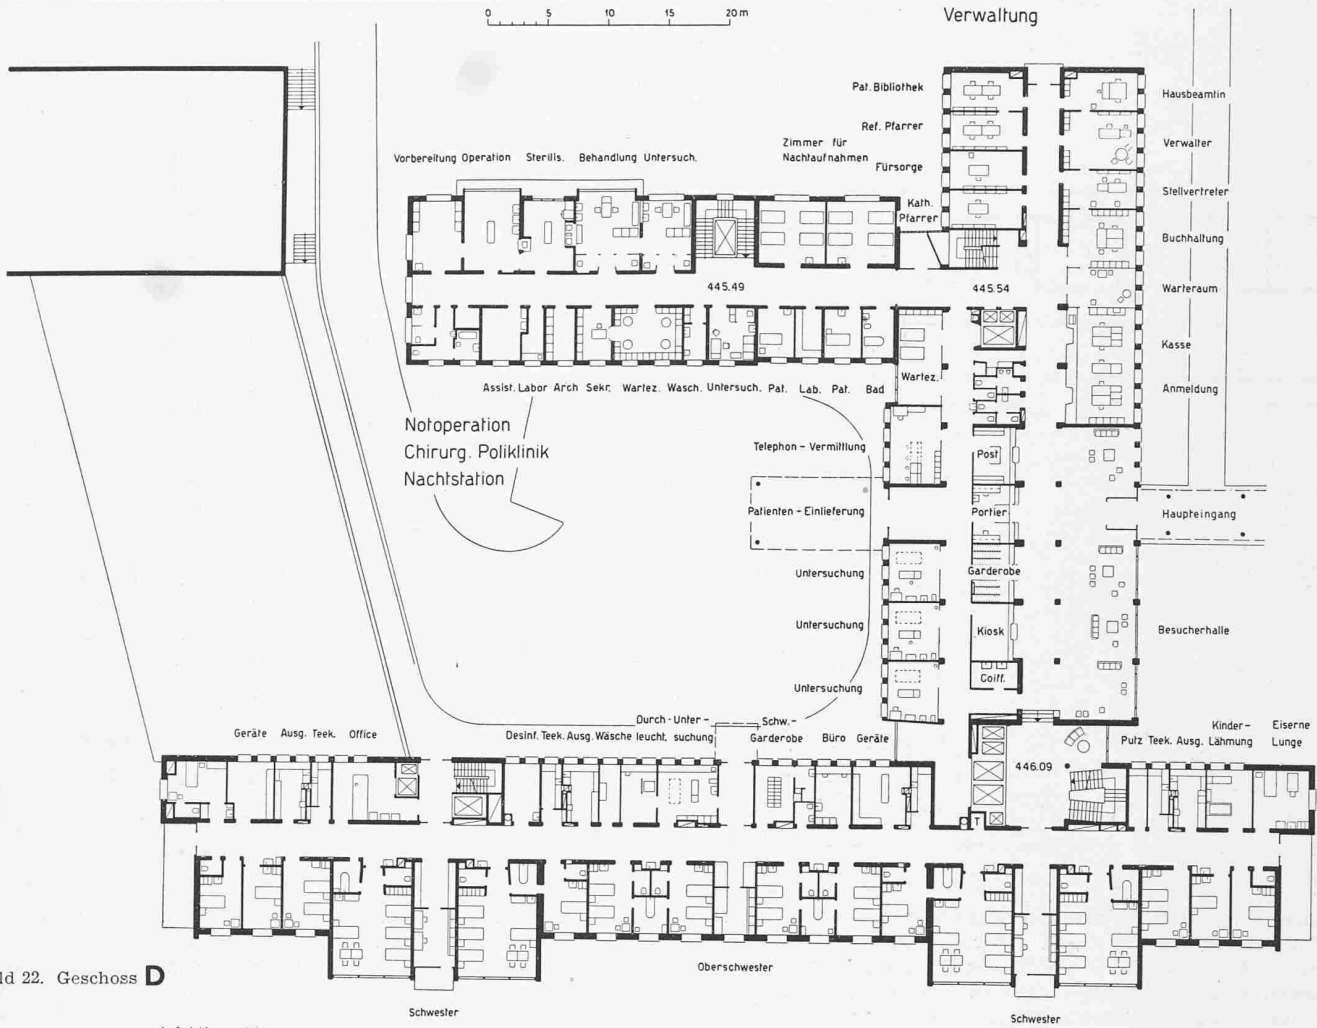 0 5 10 15 20 m
Verwaltung
Pat. Bibliothek
Hausbeamtin
Ref. Pfarrer
Verwalter
Zimmer für
Nachtaufnahmen
Fürsorge
Stellvertreter
Kath.
Pfarrer
Buchhaltung
Vorbereitung Operation Sterilis. Behandlung Untersuch.
445.49
445.54
Warteraum
Kasse
Anmeldung
Wartez.
Assist. Labor Arch Sekr. Wartez. Wasch. Untersuch. Pat. Lab. Pat. Bad
Notoperation
Chirurg. Poliklinik
Nachtstation
Telephon - Vermittlung
Post
Patienten - Einlieferung
Portier
Haupteingang
Untersuchung
Garderobe
Untersuchung
Kiosk
Besucherhalle
Coiff.
Untersuchung
Geräte Ausg. Teek. Office
Durch - Unter -
Schw. -
Desinf. Teek. Ausg. Wäsche leucht. suchung Garderobe Büro Geräte
Kinder- Eiserne
Putz Teek. Ausg. Lähmung Lunge
446.09
T
Oberschwester
Schwester
Schwester
ld 22. Geschoss D